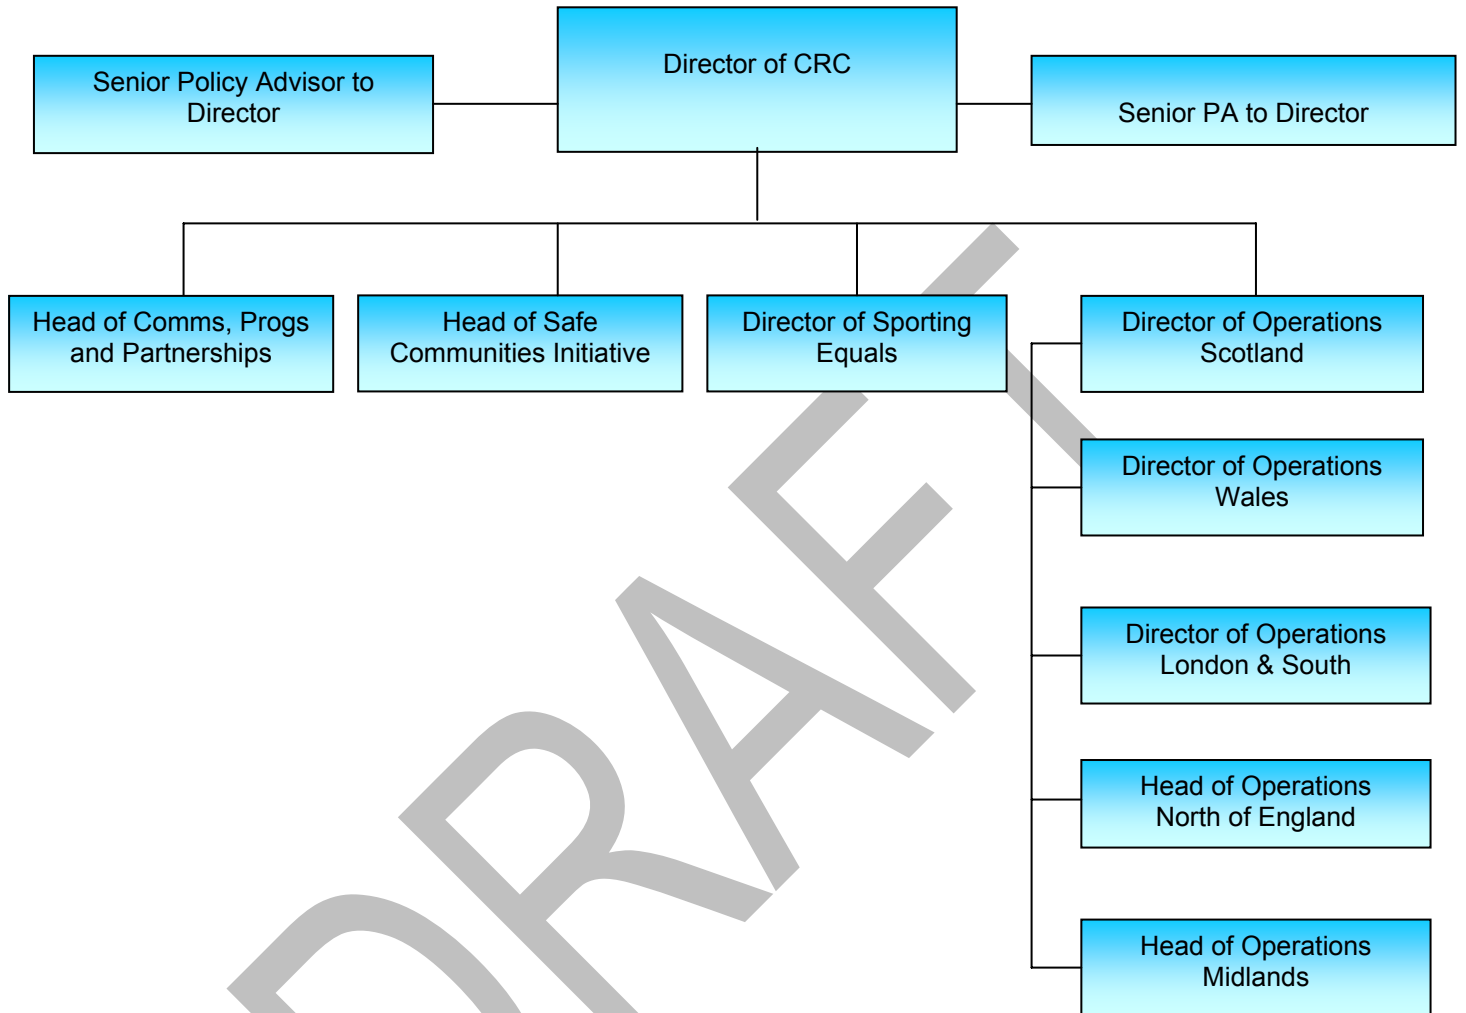 Director of CRC
Senior Policy Advisor to
Director
Senior PA to Director
Head of Comms, Progs
and Partnerships
Head of Safe
Communities Initiative
Director of Sporting
Equals
Director of Operations
Scotland
Director of Operations
Wales
Director of Operations
London & South
Head of Operations
North of England
Head of Operations
Midlands
DRAFT